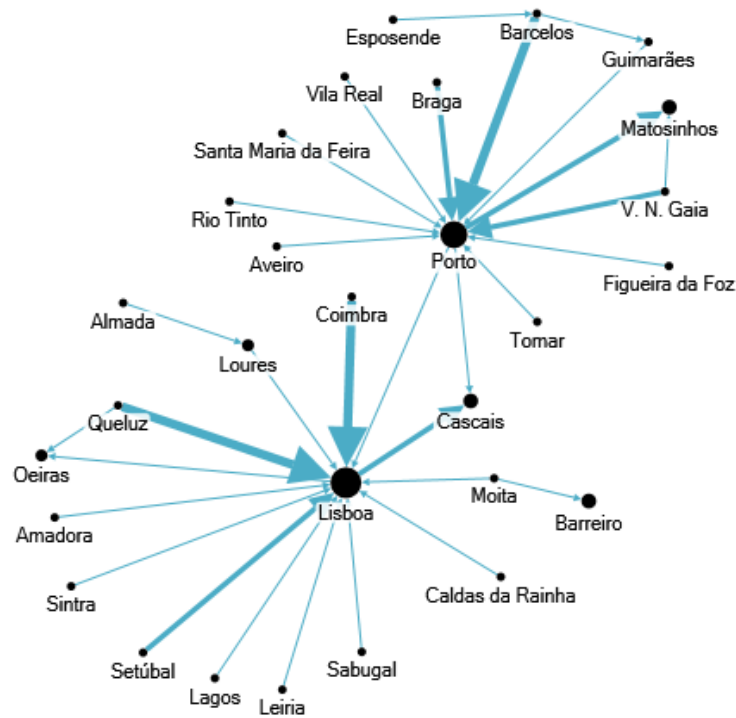 Esposende
Barcelos
Guimarães
Vila Real
Braga
Matosinhos
Santa Maria da Feira
Rio Tinto
V. N. Gaia
Aveiro
Porto
Figueira da Foz
Almada
Coimbra
Tomar
Loures
Queluz
Cascais
Oeiras
Moita
Lisboa
Barreiro
Amadora
Sintra
Caldas da Rainha
Setúbal
Sabugal
Lagos
Leiria